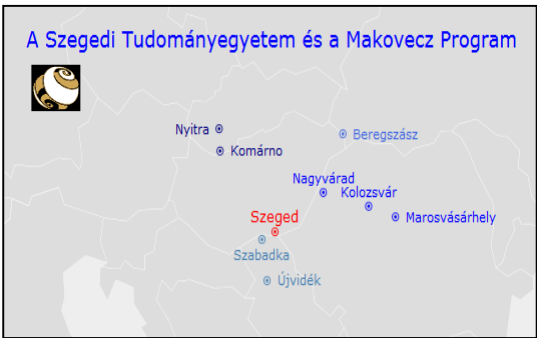 A Szegedi Tudományegyetem és a Makovecz Program
Nyitra
Beregszász
Komárno
Nagyvárad
Kolozsvár
Marosvásárhely
Szeged
Szabadka
Újvidék